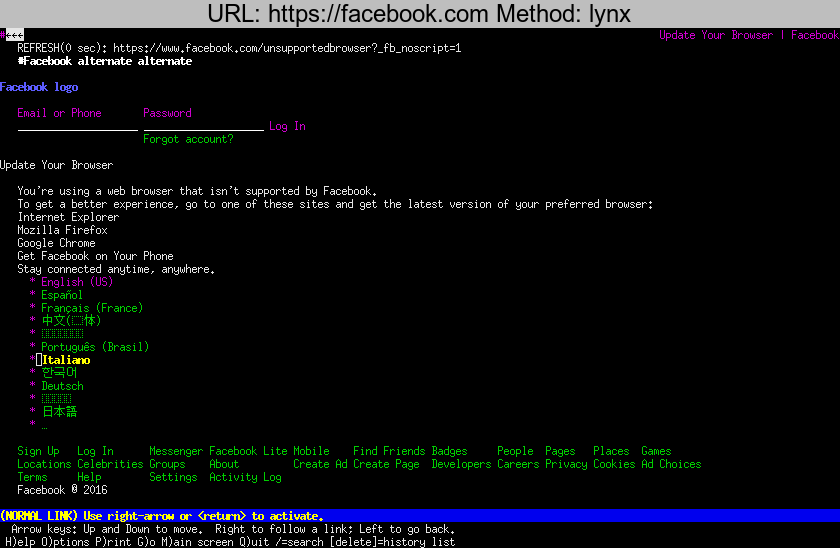 URL: https://facebook.com Method: lynx
#←←← Update Your Browser | Facebook
REFRESH(0 sec): https://www.facebook.com/unsupportedbrowser?_fb_noscript=1
#Facebook alternate alternate
Facebook logo
Email or Phone Password
Log In
Forgot account?
Update Your Browser
You're using a web browser that isn't supported by Facebook.
To get a better experience, go to one of these sites and get the latest version of your preferred browser:
Internet Explorer
Mozilla Firefox
Google Chrome
Get Facebook on Your Phone
Stay connected anytime, anywhere.
* English (US)
* Español
* Français (France)
* 中文(体)
*
* Português (Brasil)
* Italiano
* 한국어
* Deutsch
*
* 日本語
* …
Sign Up Log In Messenger Facebook Lite Mobile Find Friends Badges People Pages Places Games
Locations Celebrities Groups About Create Ad Create Page Developers Careers Privacy Cookies Ad Choices
Terms Help Settings Activity Log
Facebook © 2016
(NORMAL LINK) Use right-arrow or <return> to activate.
Arrow keys: Up and Down to move. Right to follow a link; Left to go back.
H)elp O)ptions P)rint G)o M)ain screen Q)uit /=search [delete]=history list